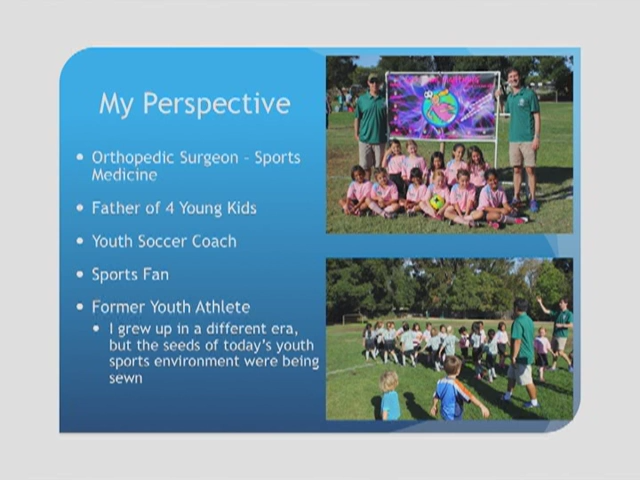 My Perspective
• Orthopedic Surgeon – Sports
Medicine
• Father of 4 Young Kids
• Youth Soccer Coach
• Sports Fan
• Former Youth Athlete
• I grew up in a different era,
but the seeds of today's youth
sports environment were being
sewn